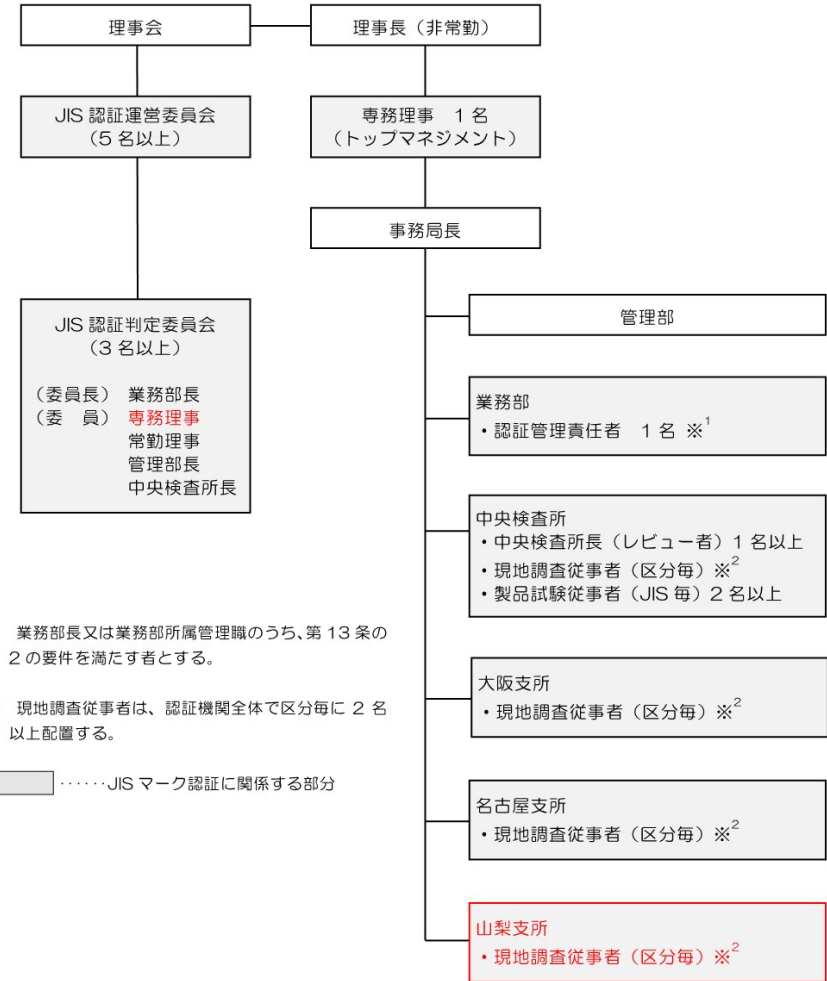 理事会
理事長（非常勤）
JIS 認証運営委員会
（5 名以上）
専務理事　1 名
（トップマネジメント）
事務局長
JIS 認証判定委員会
（3 名以上）
（委員長） 業務部長
（委　員） 専務理事
常勤理事
管理部長
中央検査所長
管理部
業務部
・認証管理責任者　1 名 ※1
中央検査所
・中央検査所長（レビュー者）1 名以上
・現地調査従事者（区分毎）※2
・製品試験従事者（JIS 毎）2 名以上
業務部長又は業務部所属管理職のうち、第 13 条の
2 の要件を満たす者とする。
現地調査従事者は、認証機関全体で区分毎に 2 名
以上配置する。
······JIS マーク認証に関係する部分
大阪支所
・現地調査従事者（区分毎）※2
名古屋支所
・現地調査従事者（区分毎）※2
山梨支所
・現地調査従事者（区分毎）※2